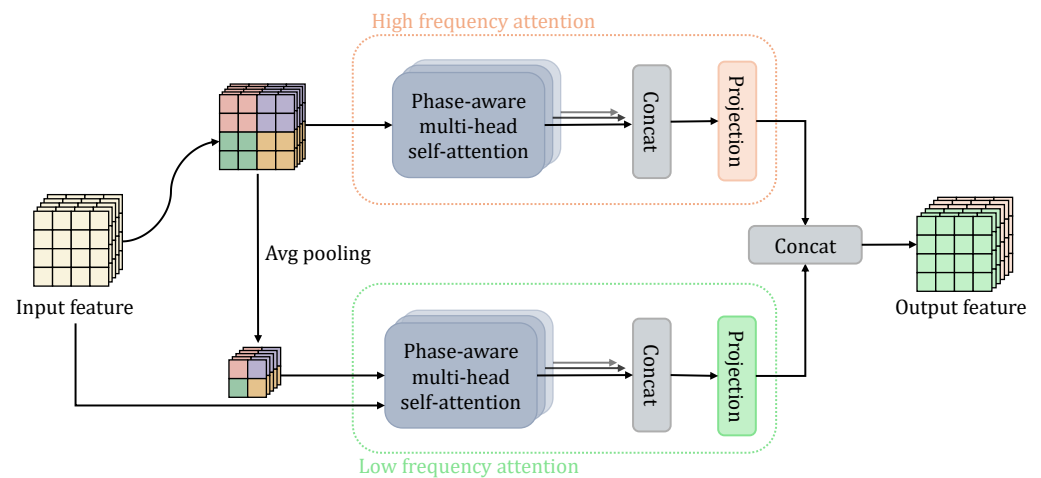 High frequency attention
Phase-aware
multi-head
self-attention
Concat
Projection
Input feature
Avg pooling
Concat
Output feature
Phase-aware
multi-head
self-attention
Concat
Projection
Low frequency attention